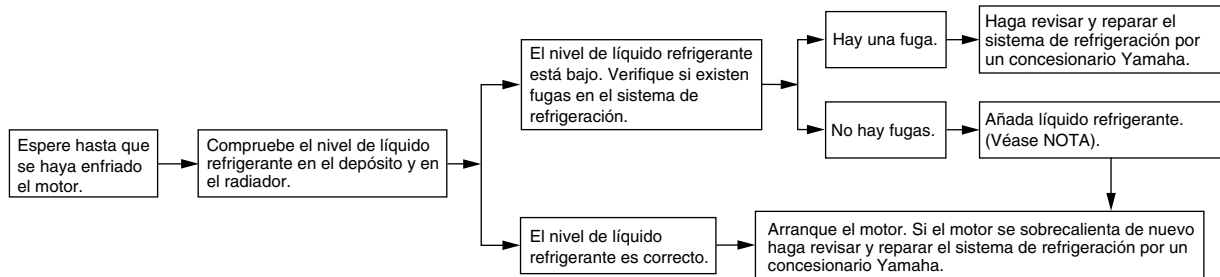 Espere hasta que
se haya enfriado
el motor.
Compruebe el nivel de líquido
refrigerante en el depósito y en
el radiador.
El nivel de líquido refrigerante
está bajo. Verifique si existen
fugas en el sistema de
refrigeración.
Hay una fuga.
Haga revisar y reparar el
sistema de refrigeración por
un concesionario Yamaha.
No hay fugas.
Añada líquido refrigerante.
(Véase NOTA).
El nivel de líquido
refrigerante es correcto.
Arranque el motor. Si el motor se sobrecalienta de nuevo
haga revisar y reparar el sistema de refrigeración por un
concesionario Yamaha.